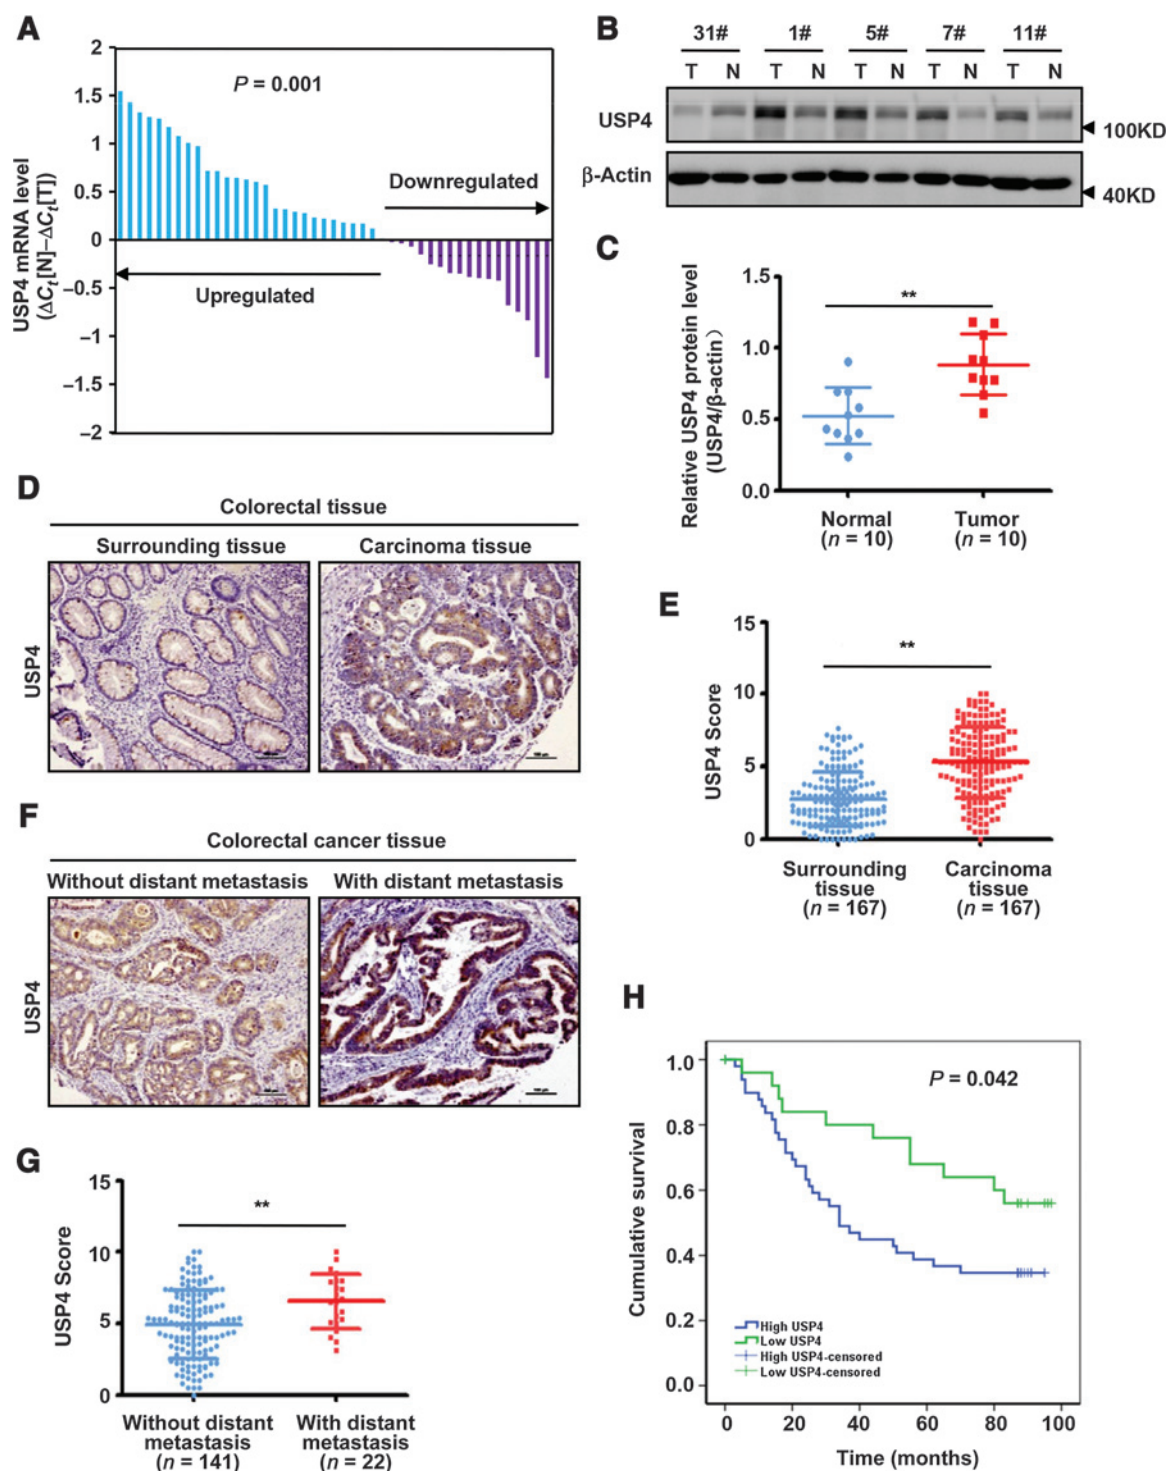 A
2
1.5
1
0.5
0
−0.5
−1
−1.5
−2
USP4 mRNA level
(ΔCt[N]−ΔCt[T])
P = 0.001
Downregulated
Upregulated
B
31# 1# 5# 7# 11#
T N T N T N T N T N
USP4
100KD
β-Actin
40KD
C
1.5
1.0
0.5
0.0
Relative USP4 protein level
(USP4/β-actin)
**
Normal
(n = 10)
Tumor
(n = 10)
D
Colorectal tissue
Surrounding tissue
Carcinoma tissue
USP4
E
15
10
5
0
USP4 Score
**
Surrounding
tissue
(n = 167)
Carcinoma
tissue
(n = 167)
F
Colorectal cancer tissue
Without distant metastasis
With distant metastasis
USP4
G
15
10
5
0
USP4 Score
**
Without distant
metastasis
(n = 141)
With distant
metastasis
(n = 22)
H
1.0
0.8
0.6
0.4
0.2
0.0
Cumulative survival
P = 0.042
High USP4
Low USP4
High USP4-censored
Low USP4-censored
0 20 40 60 80 100
Time (months)